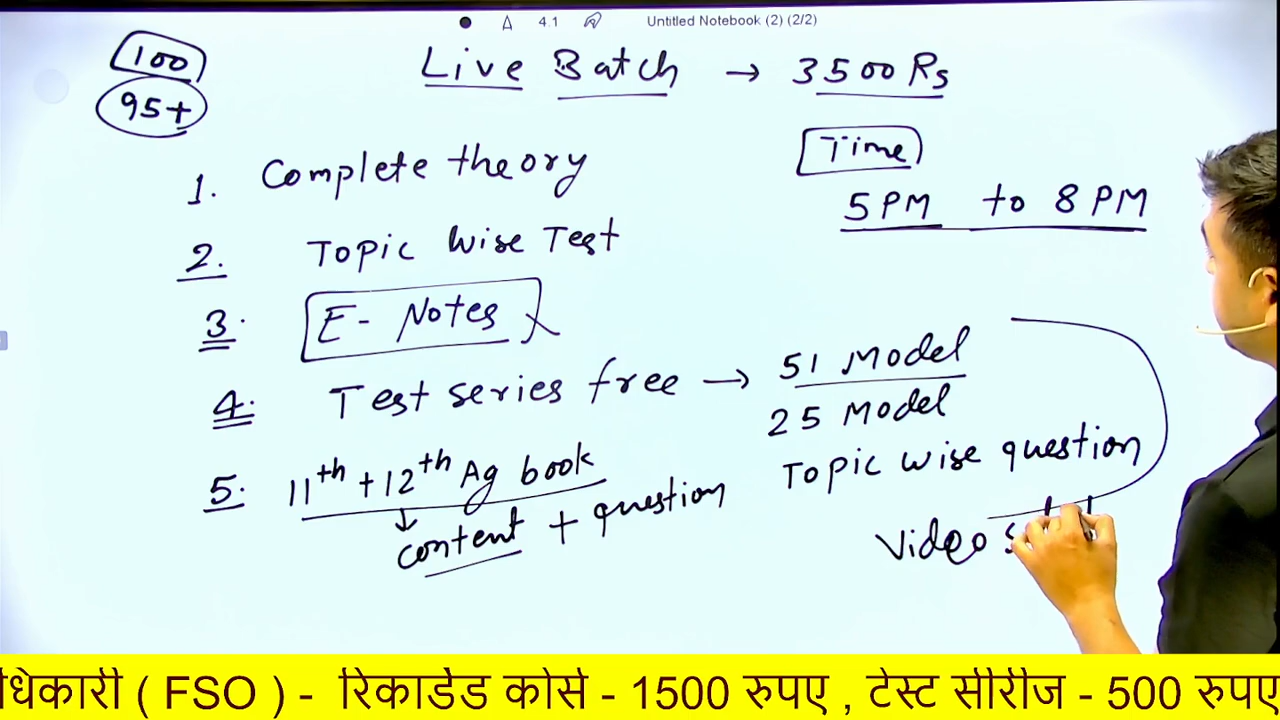 4.1 Untitled Notebook (2) (2/2)
100
95+
Live Batch → 3500 Rs
Time
5 PM to 8 PM
1. Complete theory
2. Topic wise Test
3. E- Notes
4. Test series free → 51 Model
25 Model
Topic wise question
5. 11th + 12th Ag book
↓
content + question
Video
धिकारी ( FSO ) - रिकार्डेड कोर्स - 1500 रुपए , टेस्ट सीरीज - 500 रुपए